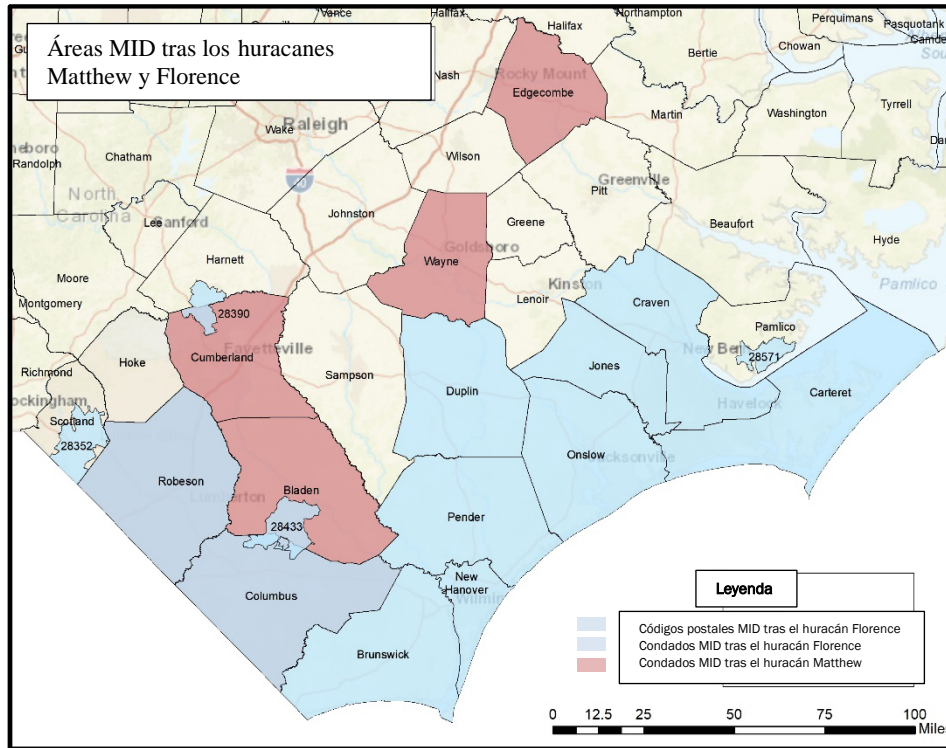 Vance
Halifax
Northampton
Perquimans
Pasquotank
Camde
Áreas MID tras los huracanes
Matthew y Florence
Halifax
Bertie
Chowan
Nash
Rocky Mount
Edgecombe
Martin
Washington
Tyrrell
Raleigh
Wake
Randolph
Chatham
Wilson
Greenville
Pitt
North
Carolina
Lee
Sanford
Johnston
Greene
Beaufort
Hyde
Goldsboro
Wayne
Harnett
Moore
Montgomery
Lenoir
Kinston
Craven
Pamlico
28390
Pamlico
Fayetteville
Cumberland
Hoke
Richmond
New Bern
28571
Sampson
Jones
Carteret
Duplin
Havelock
Scotland
28352
Onslow
Robeson
Lumberton
Bladen
Pender
28433
New
Hanover
Columbus
Brunswick
Leyenda
Códigos postales MID tras el huracán Florence
Condados MID tras el huracán Florence
Condados MID tras el huracán Matthew
0 12.5 25 50 75 100
Miles